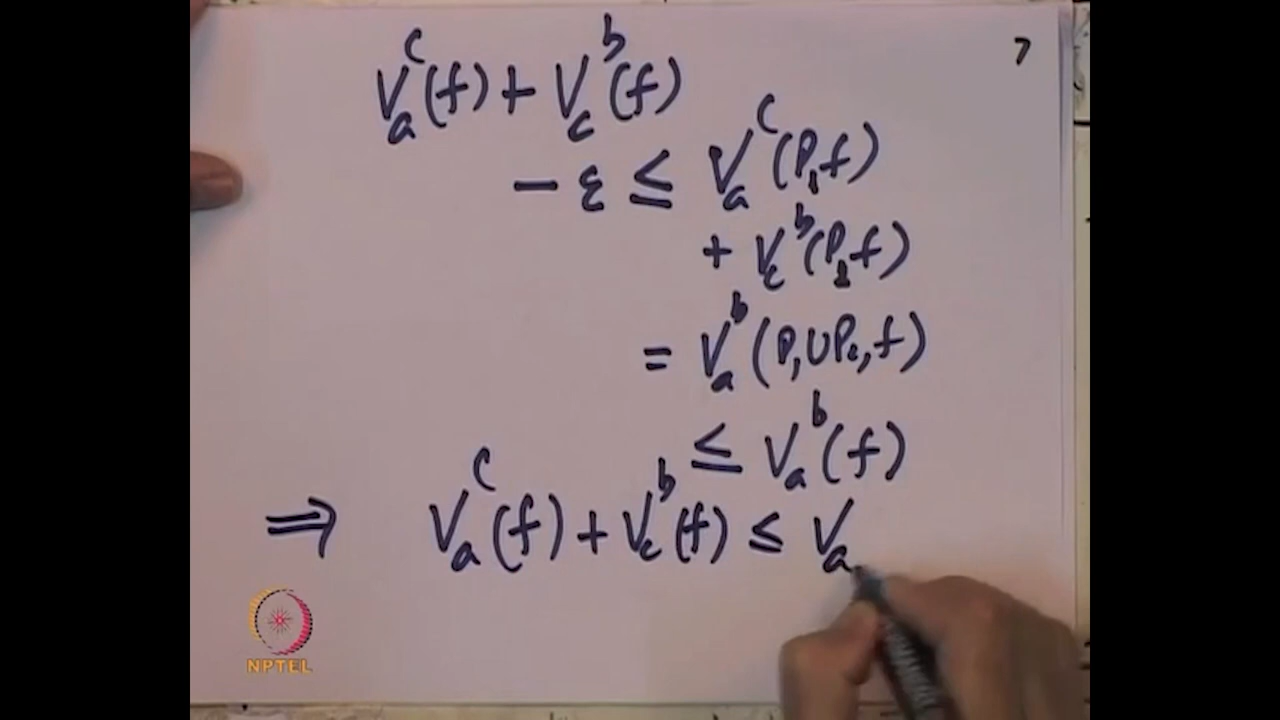 7
V_a^c(f) + V_c^b(f)
- ε ≤ V_a^c(P_1 f)
+ V_c^b(P_2 f)
= V_a^b(P_1 ∪ P_2, f)
≤ V_a^b(f)
⇒ V_a^c(f) + V_c^b(f) ≤ V_a
NPTEL